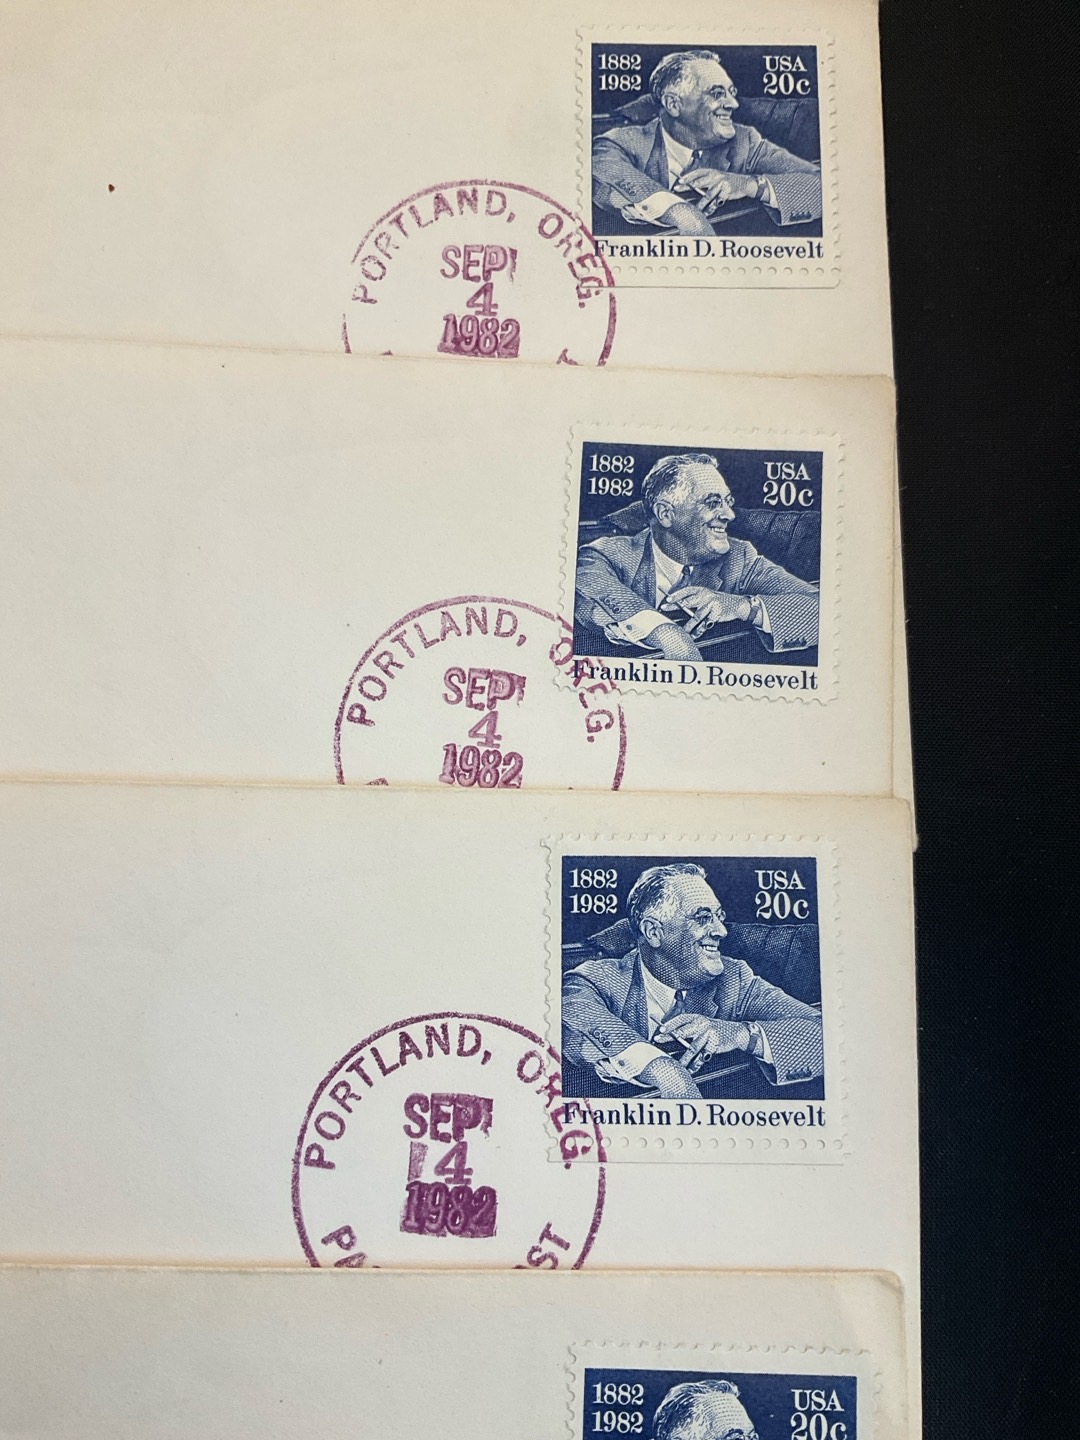 1882
1982
USA
20c
Franklin D. Roosevelt
PORTLAND, OREG.
SEP
4
1982
1882
1982
USA
20c
Franklin D. Roosevelt
PORTLAND, OREG.
SEP
4
1982
1882
1982
USA
20c
Franklin D. Roosevelt
PORTLAND, OREG.
SEP
4
1982
1882
1982
USA
20c